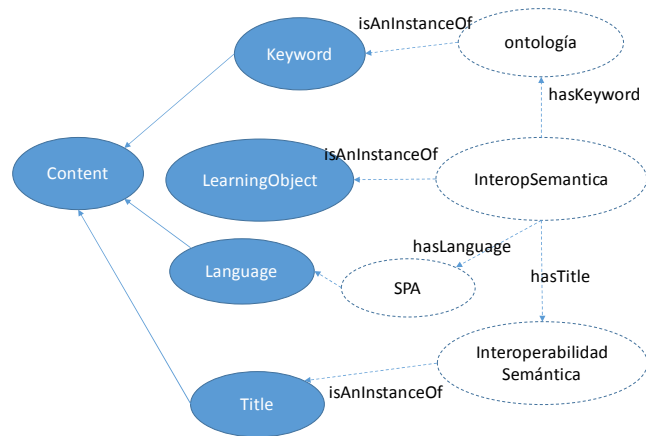 isAnInstanceOf
ontología
Keyword
hasKeyword
isAnInstanceOf
Content
LearningObject
InteropSemantica
hasLanguage
Language
SPA
hasTitle
Interoperabilidad
Semántica
isAnInstanceOf
Title